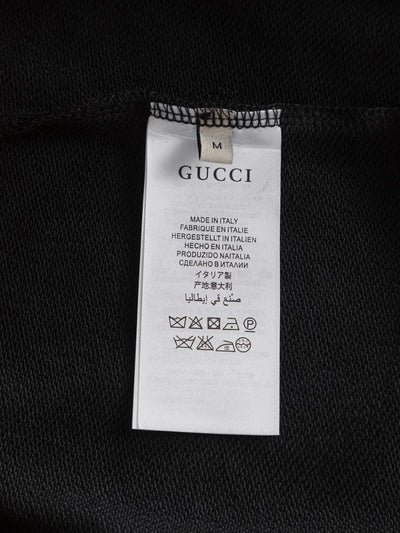 M
GUCCI
MADE IN ITALY
FABRIQUE EN ITALIE
HERGESTELLT IN ITALIEN
HECHO EN ITALIA
PRODUZIDO NAITALIA
СДЕЛАНО В ИТАЛИИ
イタリア製
产地意大利
صنع في إيطاليا